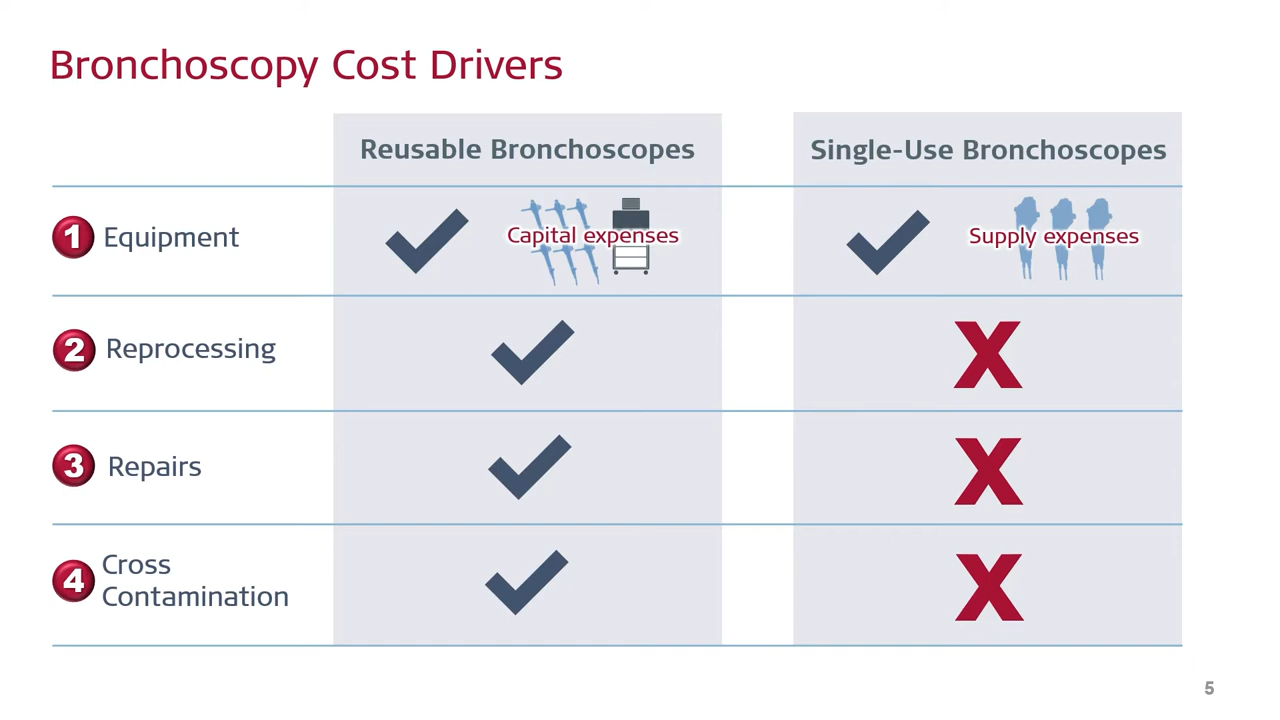 Bronchoscopy Cost Drivers
Reusable Bronchoscopes
Single-Use Bronchoscopes
1 Equipment
Capital expenses
Supply expenses
2 Reprocessing
X
3 Repairs
X
4 Cross
Contamination
X
5